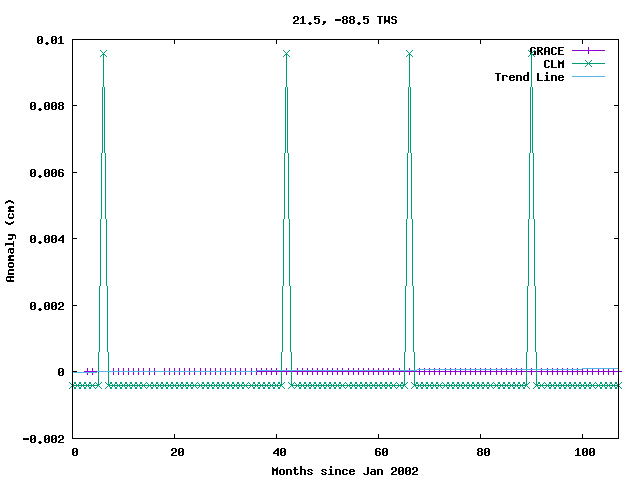 21.5, -88.5 TWS
GRACE
CLM
Trend Line
0.01
0.008
0.006
0.004
0.002
0
-0.002
Anomaly (cm)
0 20 40 60 80 100
Months since Jan 2002